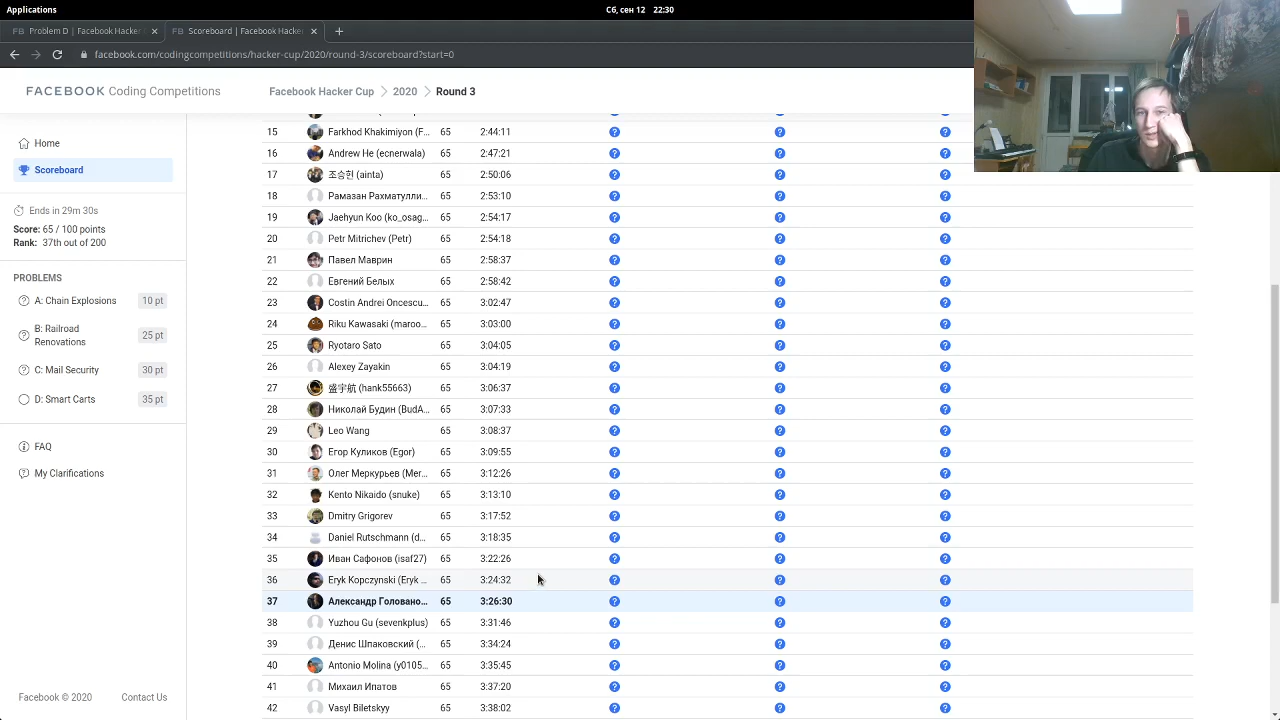 Applications
Сб, сен 12 22:30
Problem D | Facebook Hacker
Scoreboard | Facebook Hacker
facebook.com/codingcompetitions/hacker-cup/2020/round-3/scoreboard?start=0
FACEBOOK Coding Competitions
Facebook Hacker Cup > 2020 > Round 3
Home
Scoreboard
Ends in 29m 30s
Score: 65 / 100 points
Rank: 37th out of 200
PROBLEMS
A: Chain Explosions 10 pt
B: Railroad Renovations 25 pt
C: Mail Security 30 pt
D: Smart Carts 35 pt
FAQ
My Clarifications
Facebook © 2020 Contact Us
15 Farkhod Khakimiyon (F... 65 2:44:11
16 Andrew He (ecnerwala) 65 2:47:21
17 조승현 (ainta) 65 2:50:06
18 Рамазан Рахматулли... 65 2:53:10
19 Jaehyun Koo (ko_osag... 65 2:54:17
20 Petr Mitrichev (Petr) 65 2:54:18
21 Павел Маврин 65 2:58:37
22 Евгений Белых 65 2:58:42
23 Costin Andrei Oncescu... 65 3:02:47
24 Riku Kawasaki (maroo... 65 3:03:00
25 Ryotaro Sato 65 3:04:05
26 Alexey Zayakin 65 3:04:19
27 盛宇航 (hank55663) 65 3:06:37
28 Николай Будин (BudA... 65 3:07:33
29 Leo Wang 65 3:08:37
30 Егор Куликов (Egor) 65 3:09:55
31 Олег Меркурьев (Mer... 65 3:12:26
32 Kento Nikaido (snuke) 65 3:13:10
33 Dmitry Grigorev 65 3:17:52
34 Daniel Rutschmann (d... 65 3:18:35
35 Иван Сафонов (isaf27) 65 3:22:26
36 Eryk Kopczynski (Eryk ... 65 3:24:32
37 Александр Головано... 65 3:26:30
38 Yuzhou Gu (sevenkplus) 65 3:31:46
39 Денис Шпаковский (... 65 3:34:24
40 Antonio Molina (y0105... 65 3:35:45
41 Михаил Ипатов 65 3:37:20
42 Vasyl Biletskyy 65 3:38:02